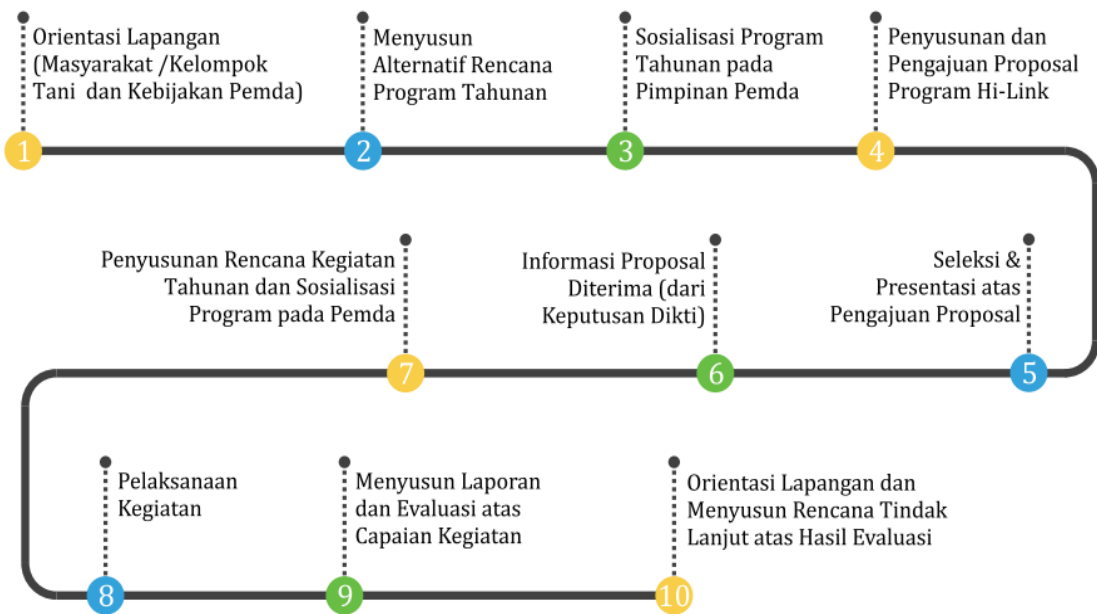 Orientasi Lapangan
(Masyarakat /Kelompok
Tani dan Kebijakan Pemda)
1
Menyusun
Alternatif Rencana
Program Tahunan
2
Sosialisasi Program
Tahunan pada
Pimpinan Pemda
3
Penyusunan dan
Pengajuan Proposal
Program Hi-Link
4
Seleksi &
Presentasi atas
Pengajuan Proposal
5
Informasi Proposal
Diterima (dari
Keputusan Dikti)
6
Penyusunan Rencana Kegiatan
Tahunan dan Sosialisasi
Program pada Pemda
7
Pelaksanaan
Kegiatan
8
Menyusun Laporan
dan Evaluasi atas
Capaian Kegiatan
9
Orientasi Lapangan dan
Menyusun Rencana Tindak
Lanjut atas Hasil Evaluasi
10